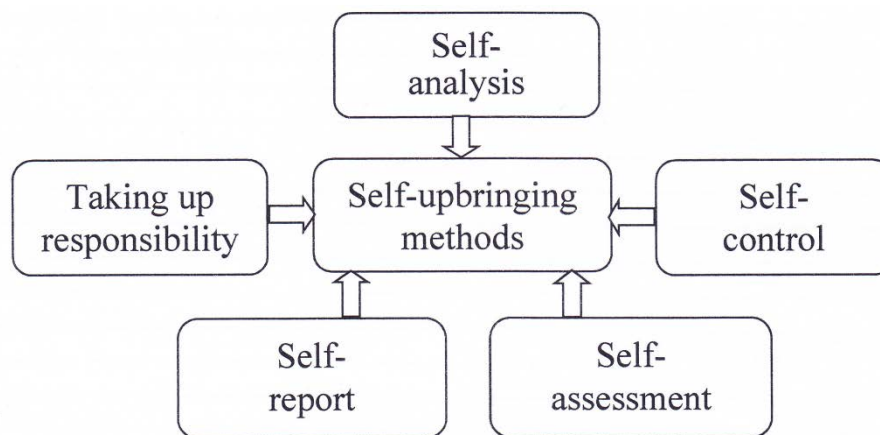 Self-
analysis
Taking up
responsibility
Self-upbringing
methods
Self-
control
Self-
report
Self-
assessment